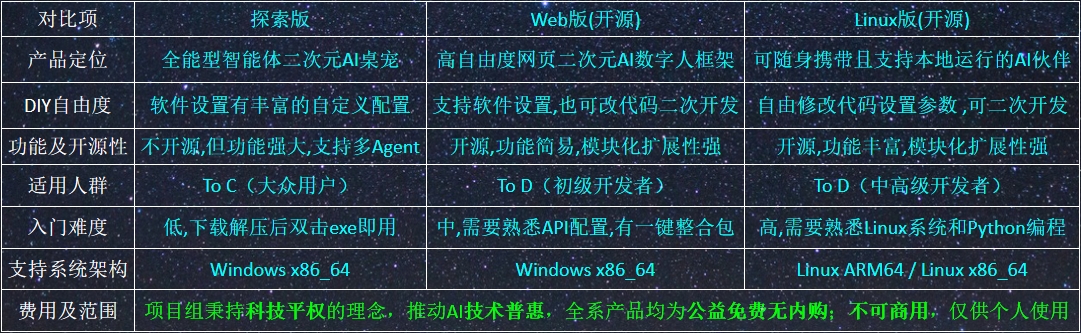 对比项 探索版 Web版(开源) Linux版(开源)
产品定位 全能型智能体二次元AI桌宠 高自由度网页二次元AI数字人框架 可随身携带且支持本地运行的AI伙伴
DIY自由度 软件设置有丰富的自定义配置 支持软件设置,也可改代码二次开发 自由修改代码设置参数,可二次开发
功能及开源性 不开源,但功能强大,支持多Agent 开源,功能简易,模块化扩展性强 开源,功能丰富,模块化扩展性强
适用人群 To C（大众用户） To D（初级开发者） To D（中高级开发者）
入门难度 低,下载解压后双击exe即用 中,需要熟悉API配置,有一键整合包 高,需要熟悉Linux系统和Python编程
支持系统架构 Windows x86_64 Windows x86_64 Linux ARM64 / Linux x86_64
费用及范围 项目组秉持科技平权的理念，推动AI技术普惠，全系产品均为公益免费无内购；不可商用，仅供个人使用